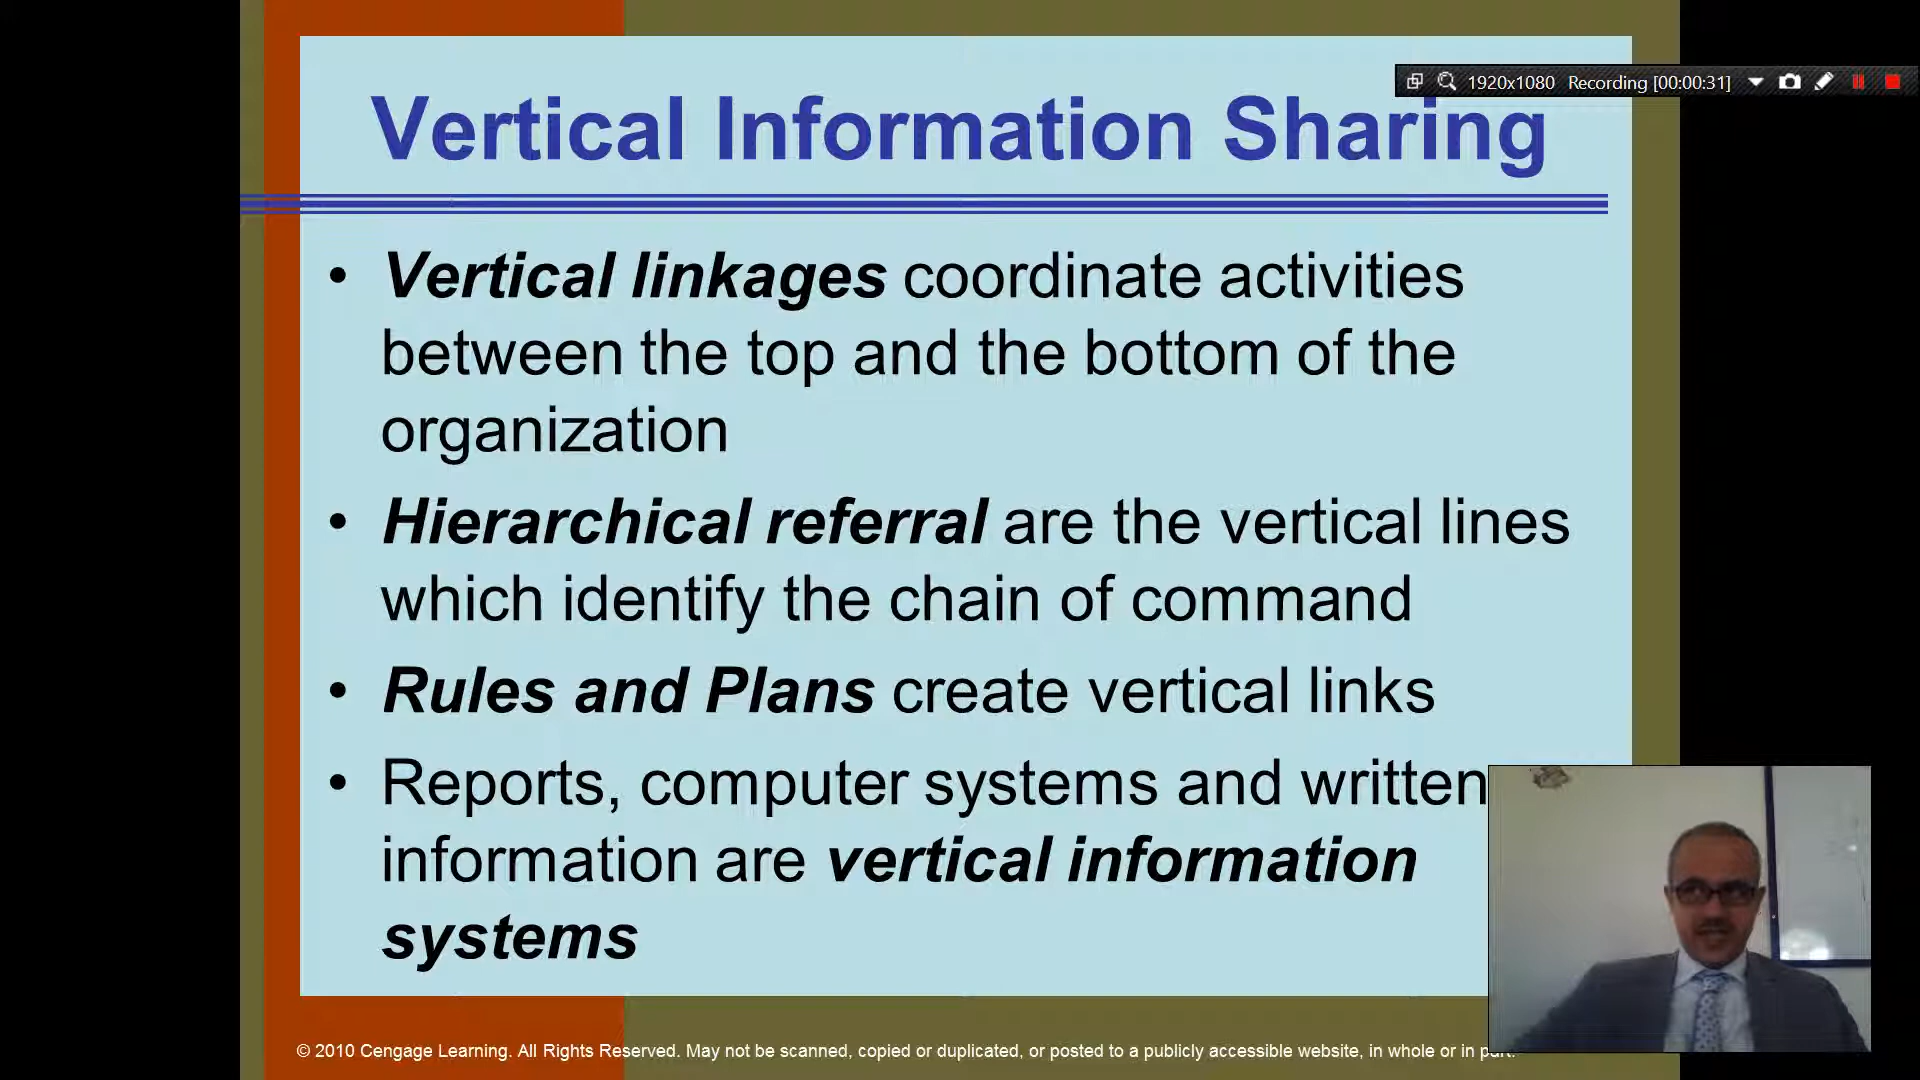 1920x1080 Recording [00:00:31]
Vertical Information Sharing
• Vertical linkages coordinate activities
between the top and the bottom of the
organization
• Hierarchical referral are the vertical lines
which identify the chain of command
• Rules and Plans create vertical links
• Reports, computer systems and written
information are vertical information
systems
© 2010 Cengage Learning. All Rights Reserved. May not be scanned, copied or duplicated, or posted to a publicly accessible website, in whole or in part.